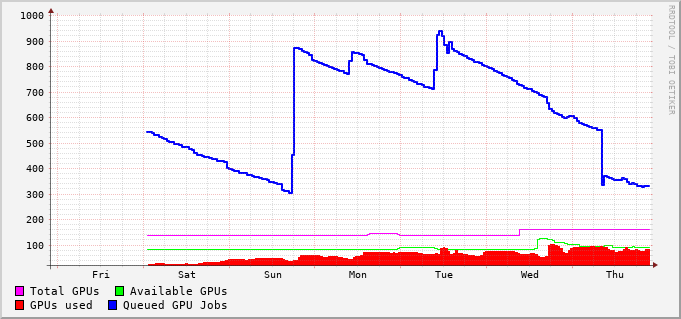 1000
900
800
700
600
500
400
300
200
100
Fri Sat Sun Mon Tue Wed Thu
Total GPUs Available GPUs
GPUs used Queued GPU Jobs
RRDTOOL / TOBI OETIKER